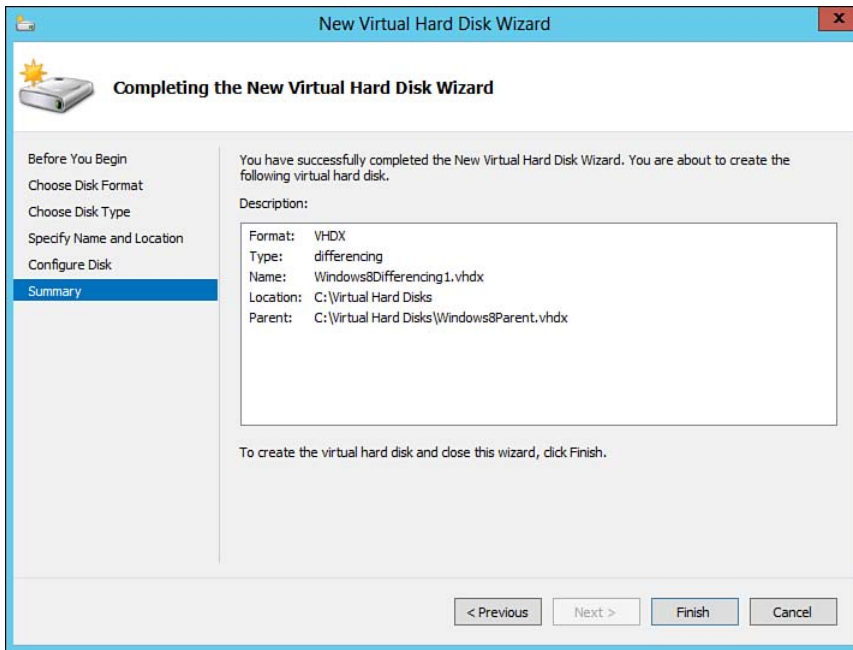 New Virtual Hard Disk Wizard
X
Completing the New Virtual Hard Disk Wizard
Before You Begin
Choose Disk Format
Choose Disk Type
Specify Name and Location
Configure Disk
Summary
You have successfully completed the New Virtual Hard Disk Wizard. You are about to create the
following virtual hard disk.
Description:
Format: VHDX
Type: differencing
Name: Windows8Differencing1.vhdx
Location: C:\Virtual Hard Disks
Parent: C:\Virtual Hard Disks\Windows8Parent.vhdx
To create the virtual hard disk and close this wizard, click Finish.
< Previous Next > Finish Cancel